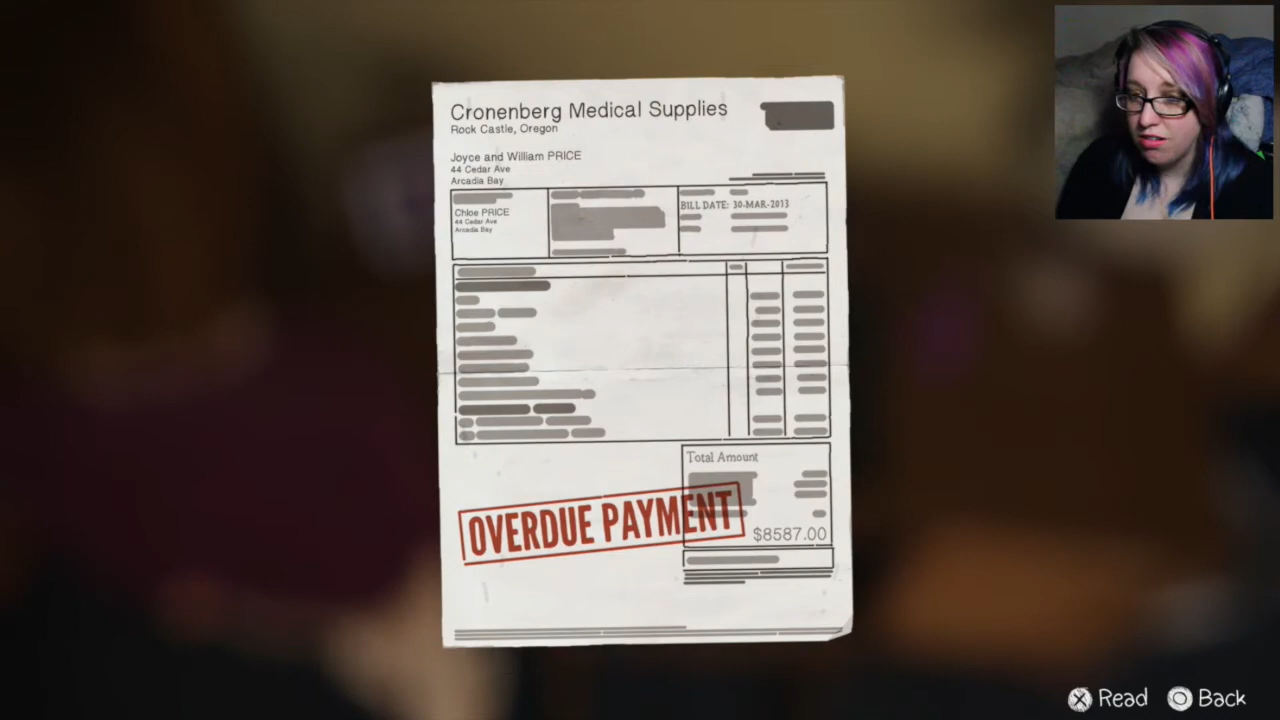 Cronenberg Medical Supplies
Rock Castle, Oregon
Joyce and William PRICE
44 Cedar Ave
Arcadia Bay
Chloe PRICE
44 Cedar Ave
Arcadia Bay
BILL DATE: 30-MAR-2013
Total Amount
OVERDUE PAYMENT
$8587.00
Read
Back